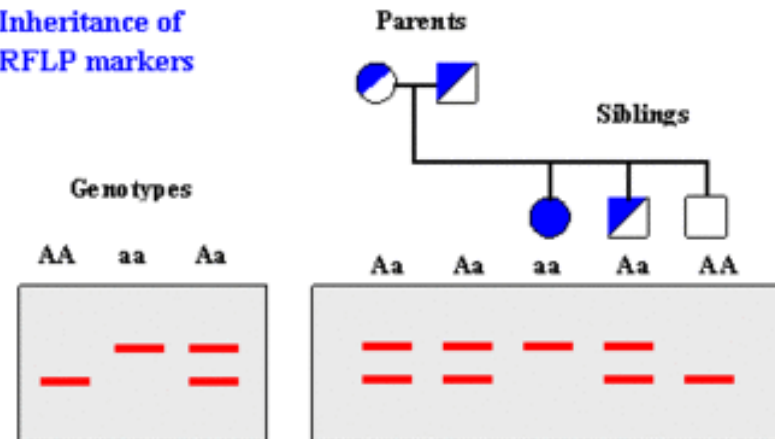 Inheritance of
RFLP markers
Parents
Siblings
Genotypes
AA aa Aa
Aa Aa aa Aa AA